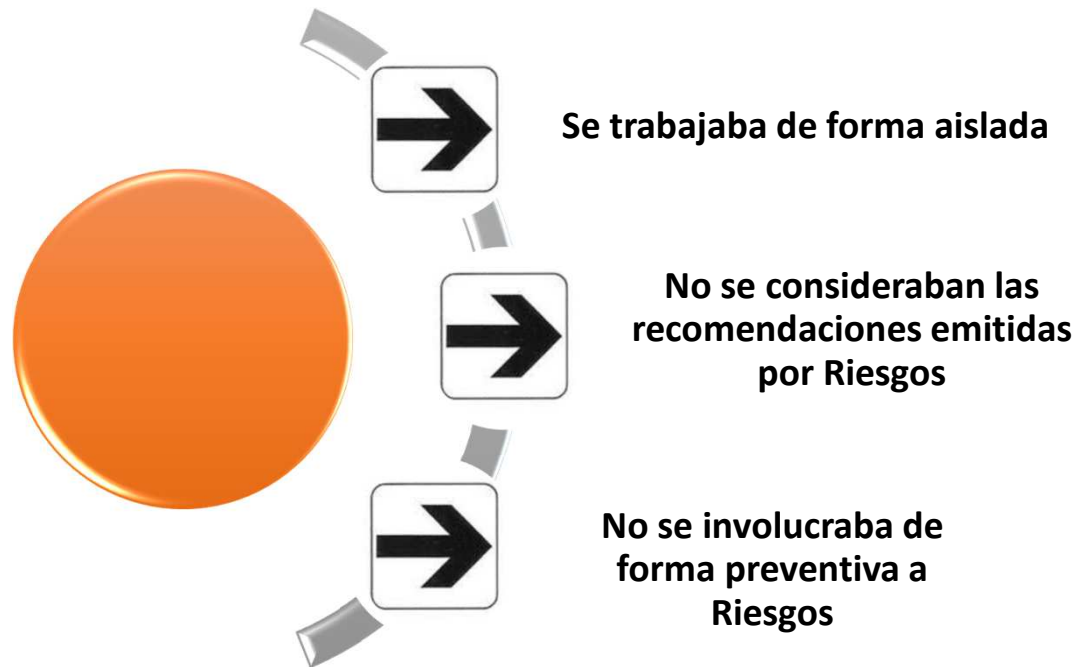 Se trabajaba de forma aislada
No se consideraban las
recomendaciones emitidas
por Riesgos
No se involucraba de
forma preventiva a
Riesgos